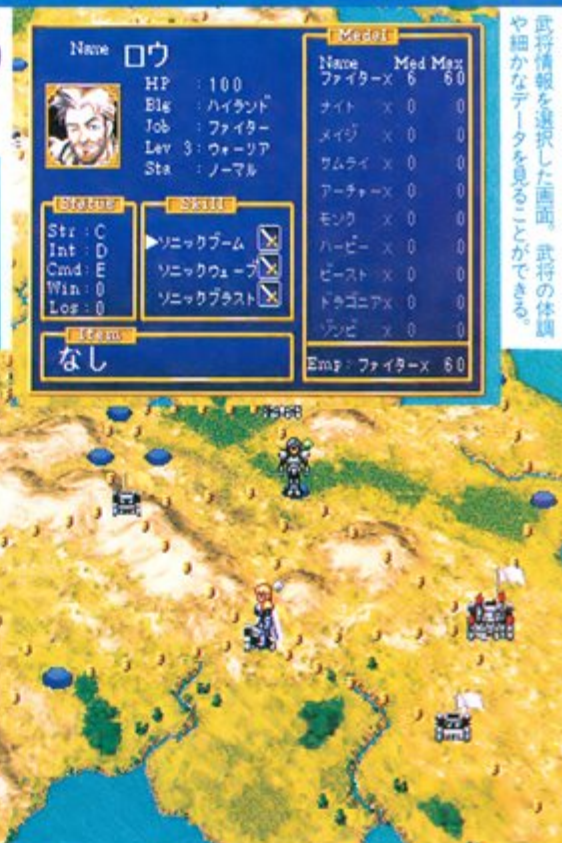 武将情報を選択した画面。武将の体調
や細かなデータを見ることができる。
Name ロウ
HP : 100
Blg : ハイランド
Job : ファイター
Lev 3 : ウォーリア
Sta : ノーマル
Status
Str : C
Int : D
Cmd : E
Win : 0
Los : 0
Skill
ソニックブーム
ソニックウェーブ
ソニックブラスト
Item
なし
Medal
Name Med Max
ファイター× 6 60
ナイト × 0 0
メイジ × 0 0
サムライ × 0 0
アーチャー× 0 0
モンク × 0 0
ハーピー × 0 0
ビースト × 0 0
ドラゴニア× 0 0
ゾンビ × 0 0
Emp : ファイター× 60